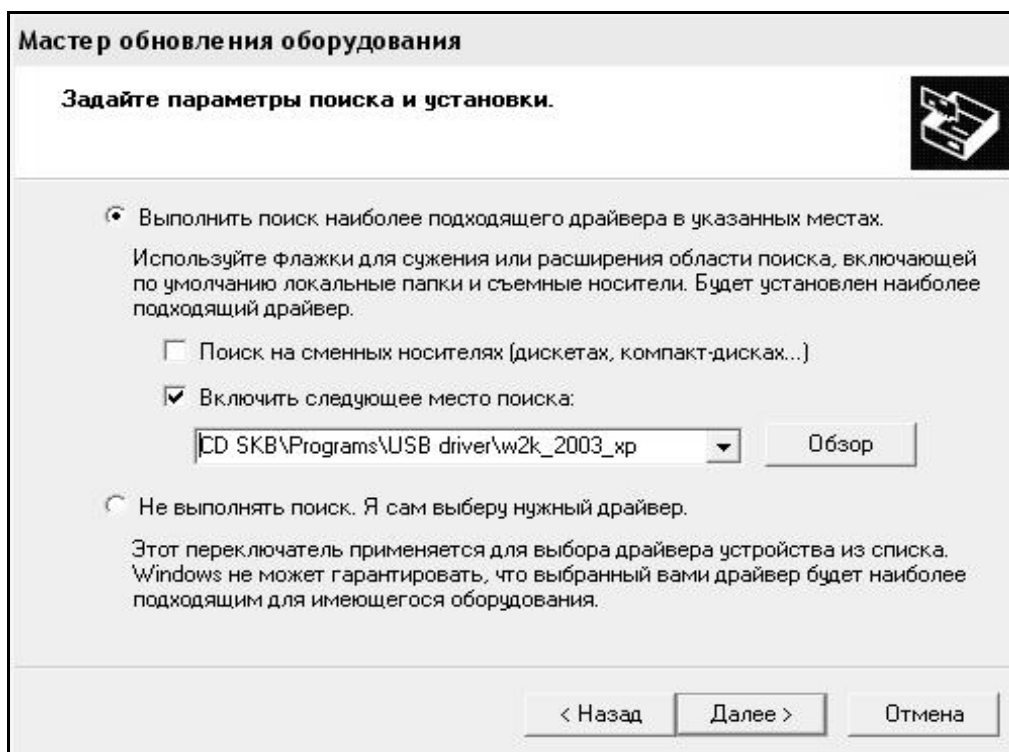 Мастер обновления оборудования
Задайте параметры поиска и установки.
Выполнить поиск наиболее подходящего драйвера в указанных местах.
Используйте флажки для сужения или расширения области поиска, включающей
по умолчанию локальные папки и съемные носители. Будет установлен наиболее
подходящий драйвер.
Поиск на сменных носителях (дискетах, компакт-дисках...)
Включить следующее место поиска:
CD SKB\Programs\USB driver\w2k_2003_xp
Обзор
Не выполнять поиск. Я сам выберу нужный драйвер.
Этот переключатель применяется для выбора драйвера устройства из списка.
Windows не может гарантировать, что выбранный вами драйвер будет наиболее
подходящим для имеющегося оборудования.
< Назад
Далее >
Отмена